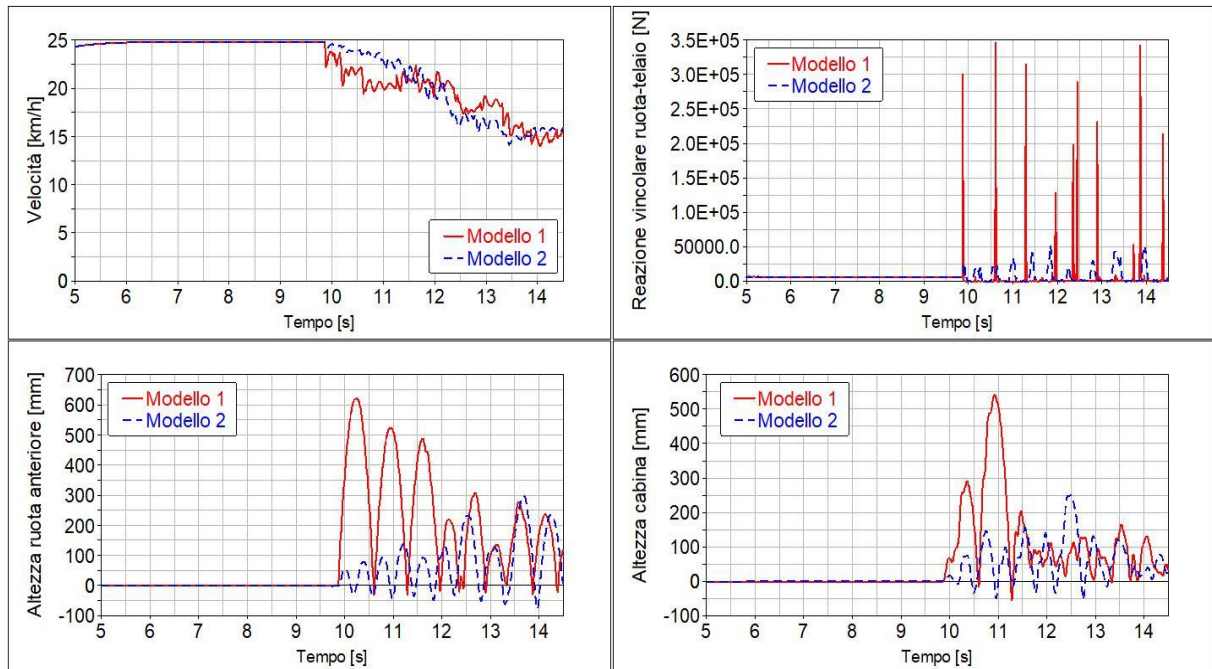 Velocità [km/h]
25
20
15
10
5
0
Modello 1
Modello 2
5 6 7 8 9 10 11 12 13 14
Tempo [s]
Reazione vincolare ruota-telaio [N]
3.5E+05
3.0E+05
2.5E+05
2.0E+05
1.5E+05
1.0E+05
50000.0
0.0
Modello 1
Modello 2
5 6 7 8 9 10 11 12 13 14
Tempo [s]
Altezza ruota anteriore [mm]
700
600
500
400
300
200
100
0
-100
Modello 1
Modello 2
5 6 7 8 9 10 11 12 13 14
Tempo [s]
Altezza cabina [mm]
600
500
400
300
200
100
0
-100
Modello 1
Modello 2
5 6 7 8 9 10 11 12 13 14
Tempo [s]